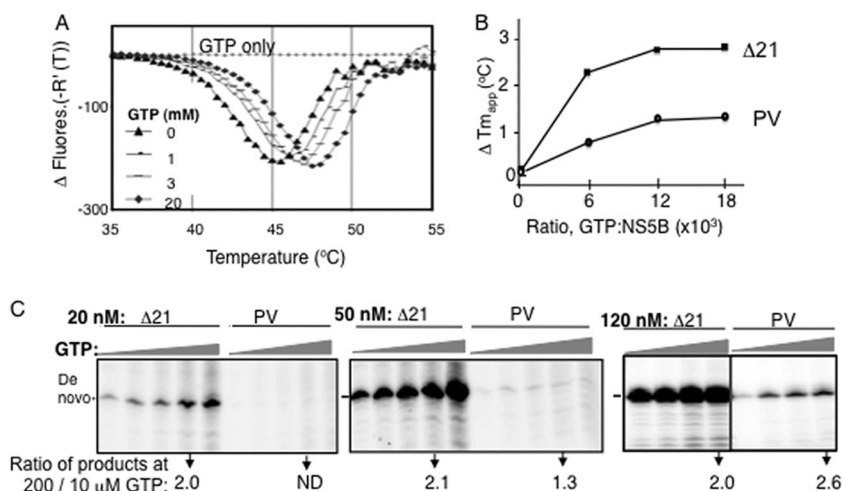 A
GTP only
Δ Fluores.(-R' (T))
-100
-300
GTP (mM)
0
1
3
20
35 40 45 50 55
Temperature (°C)
B
Δ Tm app (°C)
3
2
1
0
Δ21
PV
0 6 12 18
Ratio, GTP:NS5B (x10³)
C
20 nM: Δ21 PV 50 nM: Δ21 PV 120 nM: Δ21 PV
GTP:
De
novo
Ratio of products at
200 / 10 μM GTP: 2.0 ND 2.1 1.3 2.0 2.6